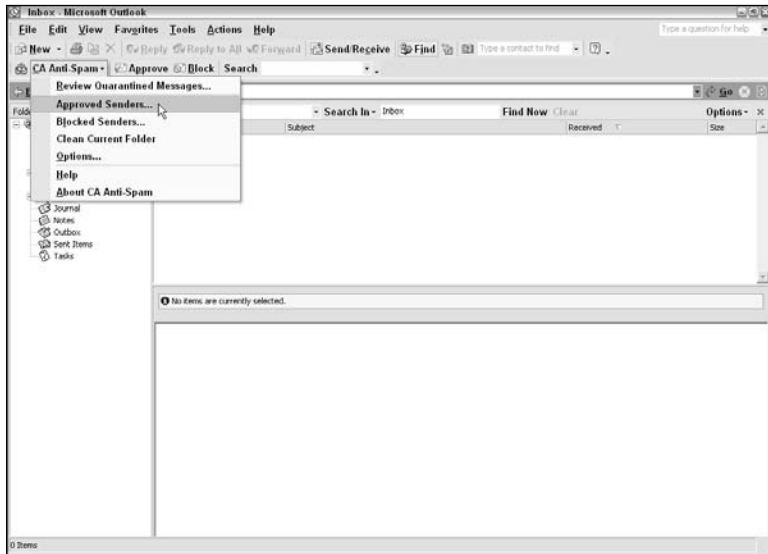 Inbox - Microsoft Outlook
File Edit View Favorites Tools Actions Help
Type a question for help
New Reply Reply to All Forward Send/Receive Find Type a contact to find
CA Anti-Spam Approve Block Search
Go
Review Quarantined Messages...
Approved Senders...
Blocked Senders...
Clean Current Folder
Options...
Help
About CA Anti-Spam
Search In Inbox Find Now Clear Options
Subject Received Size
Journal
Notes
Outbox
Sent Items
Tasks
No items are currently selected.
0 Items